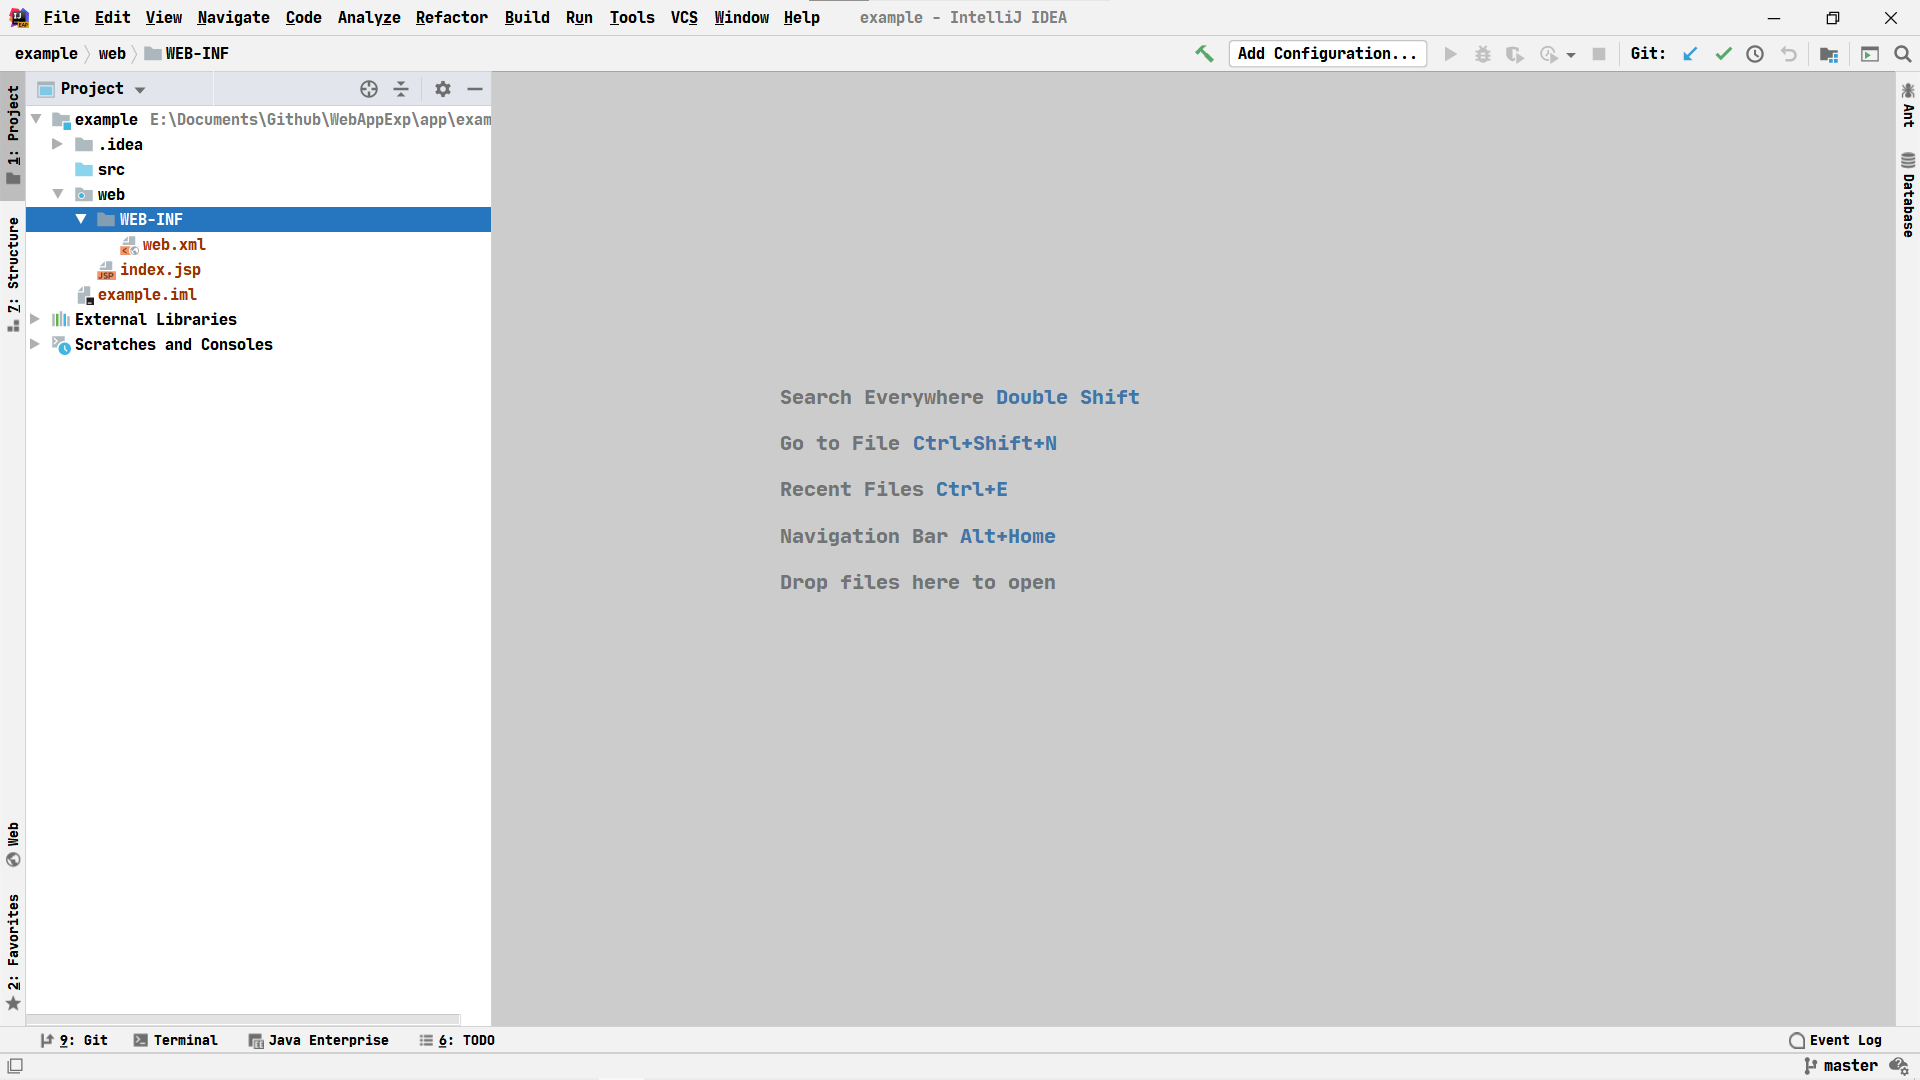 File Edit View Navigate Code Analyze Refactor Build Run Tools VCS Window Help example - IntelliJ IDEA
example web WEB-INF Add Configuration... Git:
Project
example E:\Documents\Github\WebAppExp\app\exam
.idea
src
web
WEB-INF
web.xml
index.jsp
example.iml
External Libraries
Scratches and Consoles
1: Project
7: Structure
Web
2: Favorites
Search Everywhere Double Shift
Go to File Ctrl+Shift+N
Recent Files Ctrl+E
Navigation Bar Alt+Home
Drop files here to open
Ant
Database
9: Git Terminal Java Enterprise 6: TODO Event Log
master